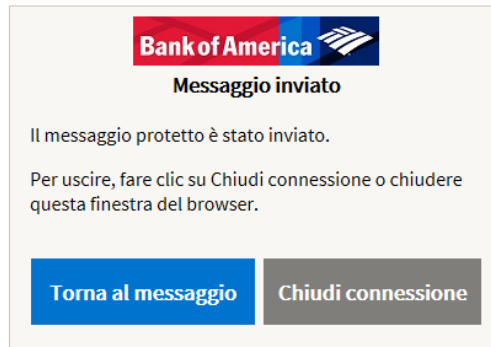 Bank of America
Messaggio inviato
Il messaggio protetto è stato inviato.
Per uscire, fare clic su Chiudi connessione o chiudere
questa finestra del browser.
Torna al messaggio
Chiudi connessione